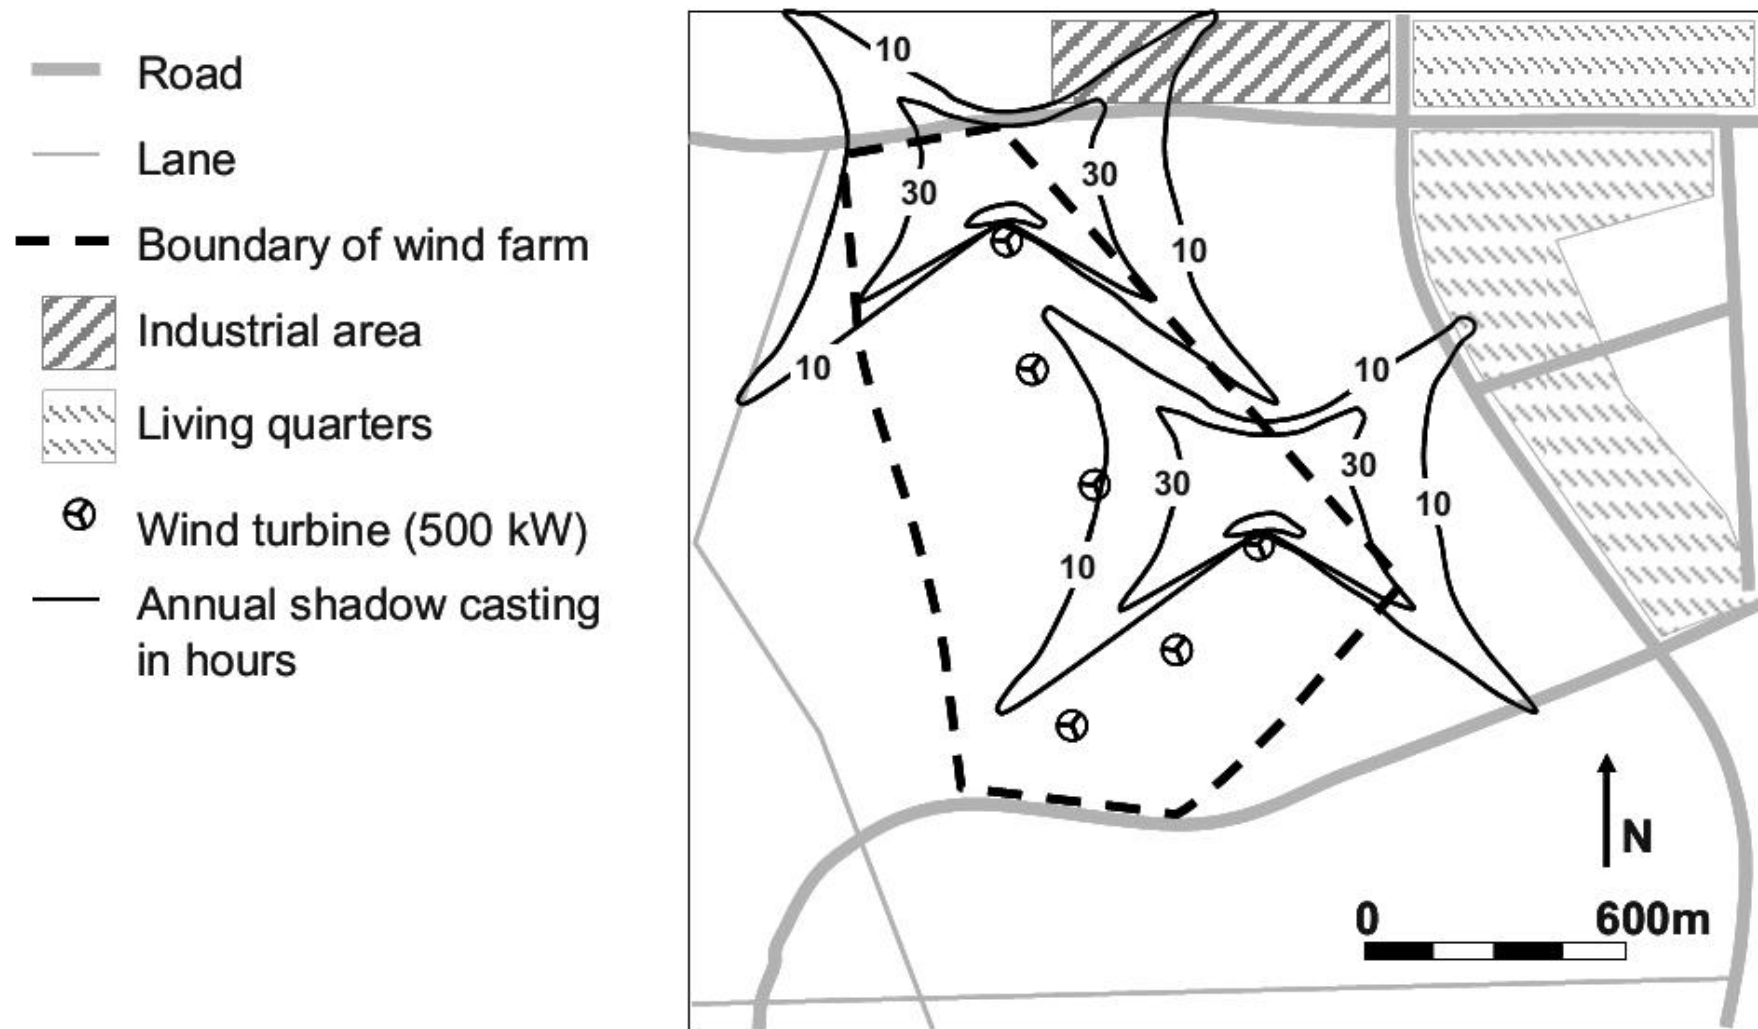 Road
Lane
Boundary of wind farm
Industrial area
Living quarters
Wind turbine (500 kW)
Annual shadow casting
in hours
10
30
30
10
10
10
30
30
10
10
N
0 600m